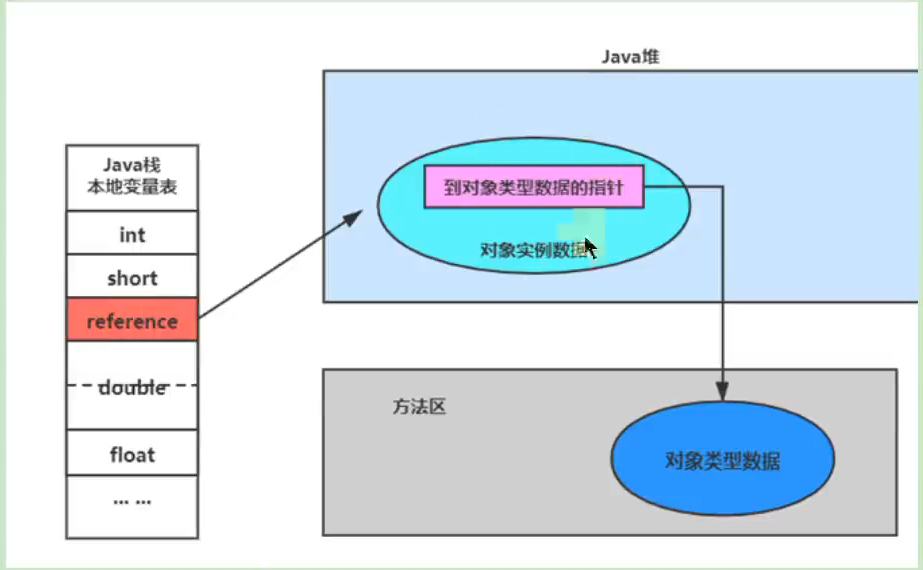 Java堆
Java栈
本地变量表
int
short
reference
double
float
... ...
到对象类型数据的指针
对象实例数据
方法区
对象类型数据